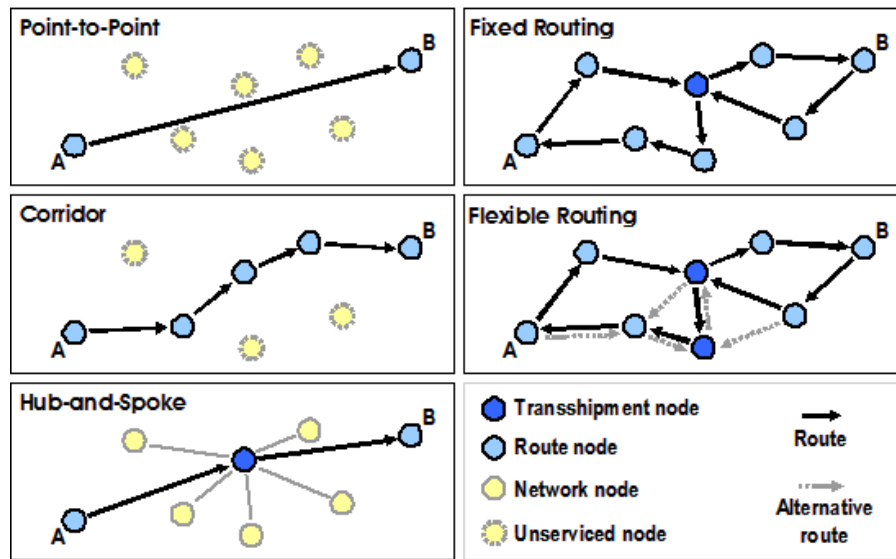 Point-to-Point
B
A
Fixed Routing
B
A
Corridor
B
A
Flexible Routing
B
A
Hub-and-Spoke
B
A
Transshipment node
Route node
Network node
Unserviced node
Route
Alternative
route